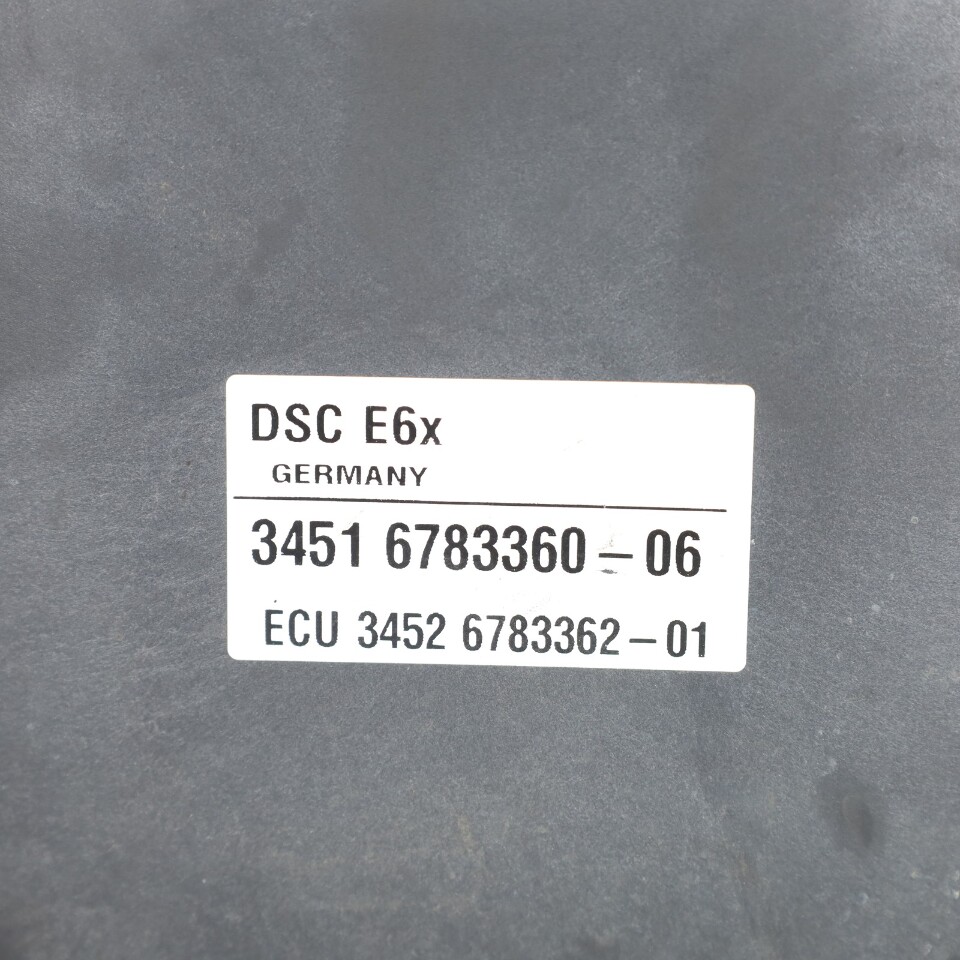 DSC E6x
GERMANY
3451 6783360-06
ECU 3452 6783362-01